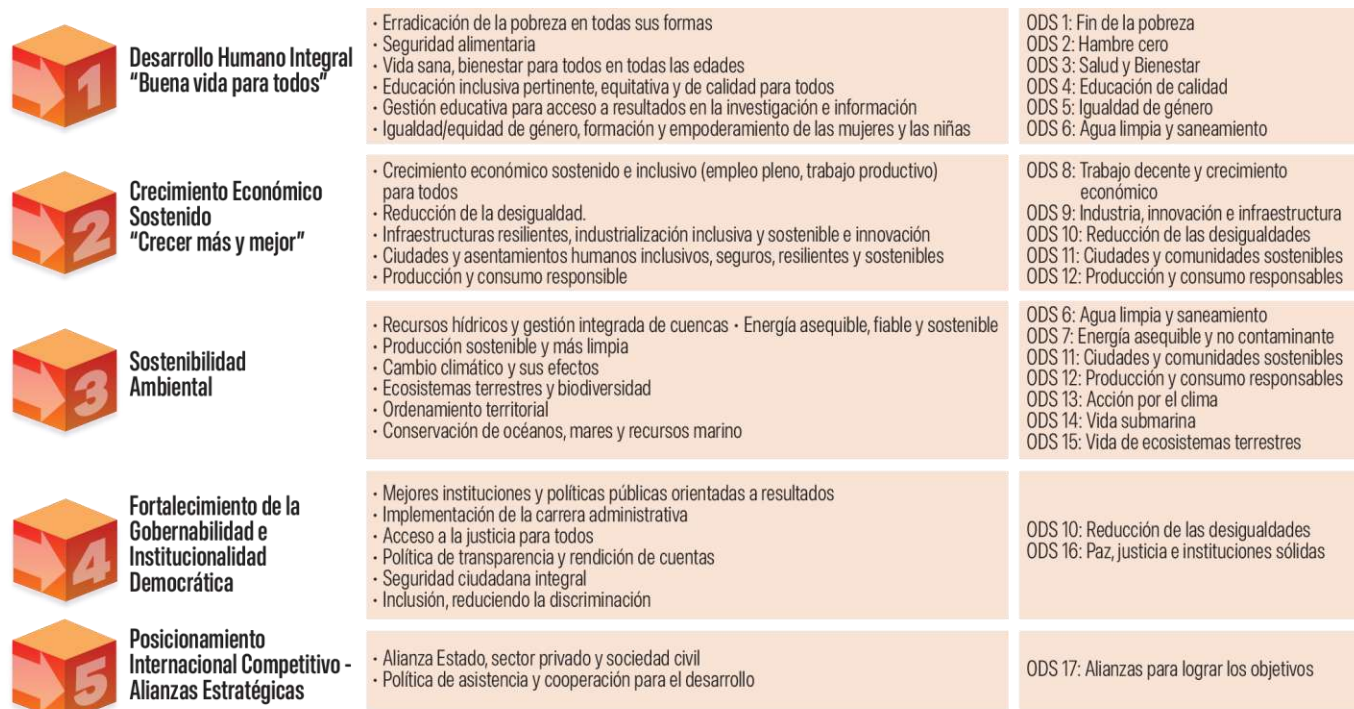 1
Desarrollo Humano Integral
“Buena vida para todos”
· Erradicación de la pobreza en todas sus formas
· Seguridad alimentaria
· Vida sana, bienestar para todos en todas las edades
· Educación inclusiva pertinente, equitativa y de calidad para todos
· Gestión educativa para acceso a resultados en la investigación e información
· Igualdad/equidad de género, formación y empoderamiento de las mujeres y las niñas
ODS 1: Fin de la pobreza
ODS 2: Hambre cero
ODS 3: Salud y Bienestar
ODS 4: Educación de calidad
ODS 5: Igualdad de género
ODS 6: Agua limpia y saneamiento
2
Crecimiento Económico
Sostenido
“Crecer más y mejor”
· Crecimiento económico sostenido e inclusivo (empleo pleno, trabajo productivo)
para todos
· Reducción de la desigualdad.
· Infraestructuras resilientes, industrialización inclusiva y sostenible e innovación
· Ciudades y asentamientos humanos inclusivos, seguros, resilientes y sostenibles
· Producción y consumo responsible
ODS 8: Trabajo decente y crecimiento
económico
ODS 9: Industria, innovación e infraestructura
ODS 10: Reducción de las desigualdades
ODS 11: Ciudades y comunidades sostenibles
ODS 12: Producción y consumo responsables
3
Sostenibilidad
Ambiental
· Recursos hídricos y gestión integrada de cuencas · Energía asequible, fiable y sostenible
· Producción sostenible y más limpia
· Cambio climático y sus efectos
· Ecosistemas terrestres y biodiversidad
· Ordenamiento territorial
· Conservación de océanos, mares y recursos marino
ODS 6: Agua limpia y saneamiento
ODS 7: Energía asequible y no contaminante
ODS 11: Ciudades y comunidades sostenibles
ODS 12: Producción y consumo responsables
ODS 13: Acción por el clima
ODS 14: Vida submarina
ODS 15: Vida de ecosistemas terrestres
4
Fortalecimiento de la
Gobernabilidad e
Institucionalidad
Democrática
· Mejores instituciones y políticas públicas orientadas a resultados
· Implementación de la carrera administrativa
· Acceso a la justicia para todos
· Política de transparencia y rendición de cuentas
· Seguridad ciudadana integral
· Inclusión, reduciendo la discriminación
ODS 10: Reducción de las desigualdades
ODS 16: Paz, justicia e instituciones sólidas
5
Posicionamiento
Internacional Competitivo -
Alianzas Estratégicas
· Alianza Estado, sector privado y sociedad civil
· Política de asistencia y cooperación para el desarrollo
ODS 17: Alianzas para lograr los objetivos